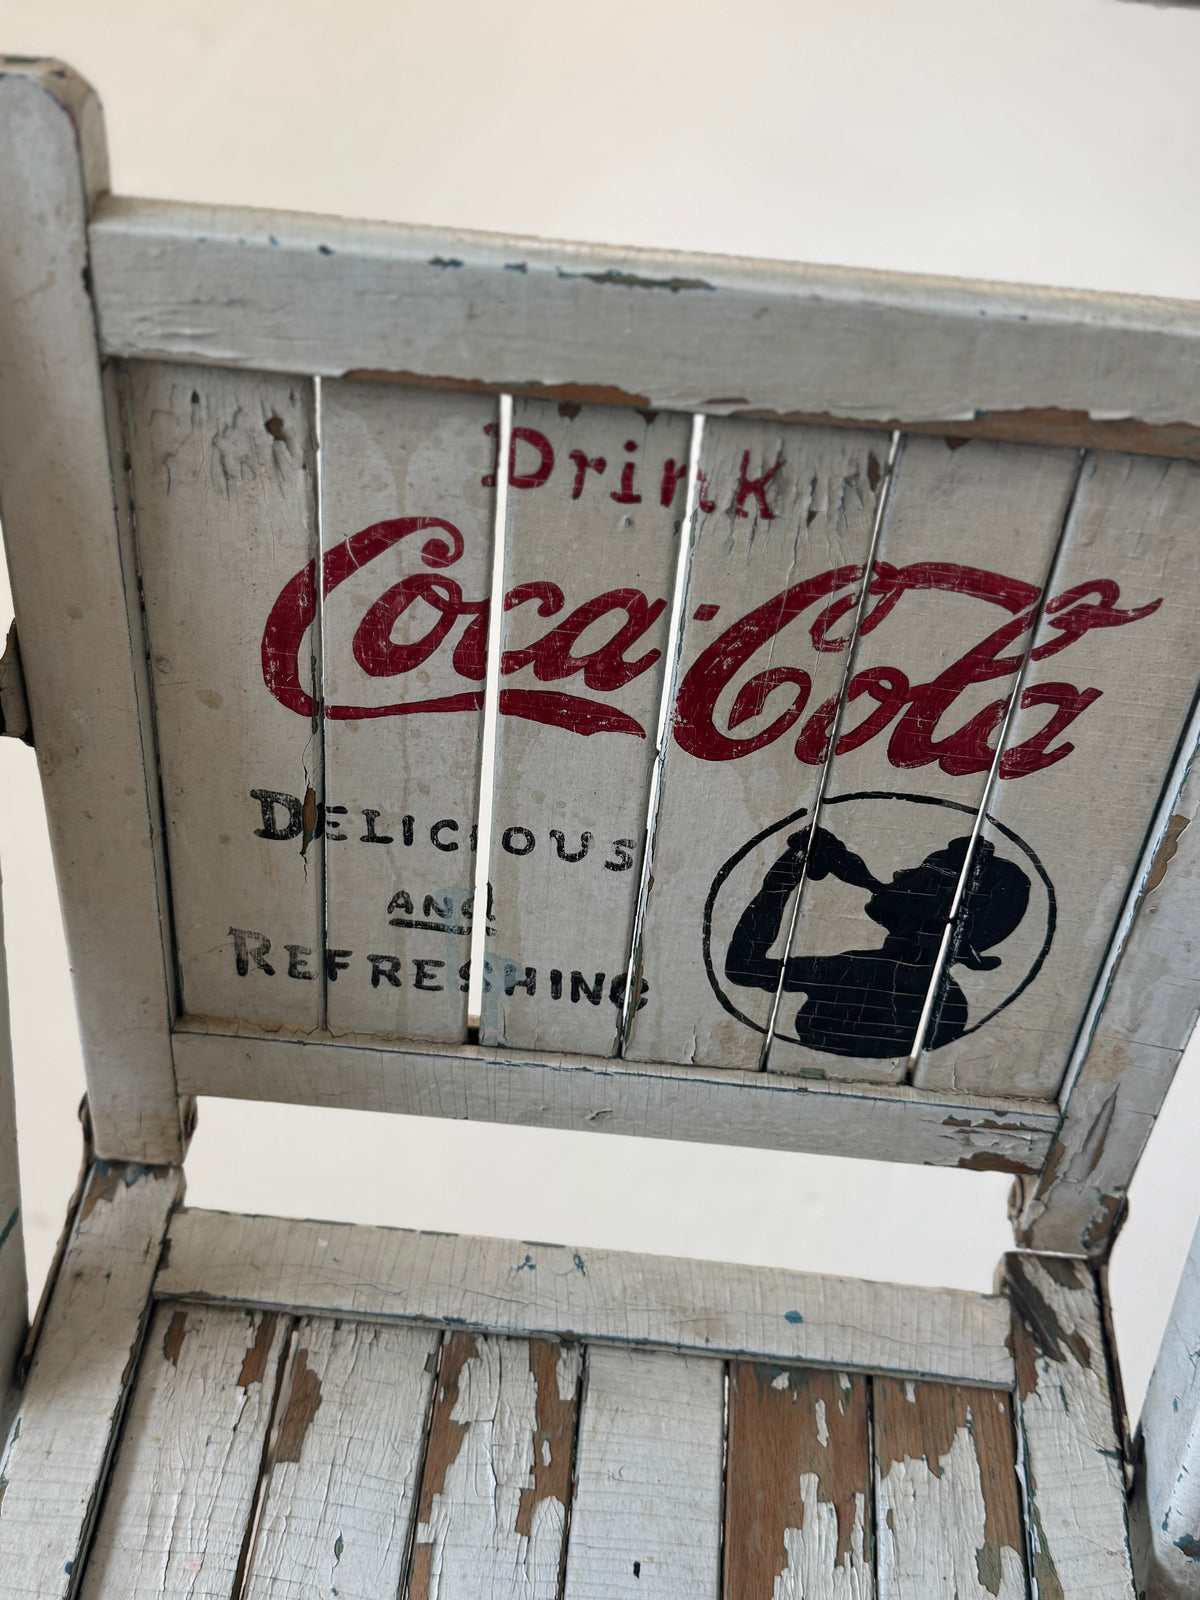 Drink
Coca-Cola
DELICIOUS
AND
REFRESHING